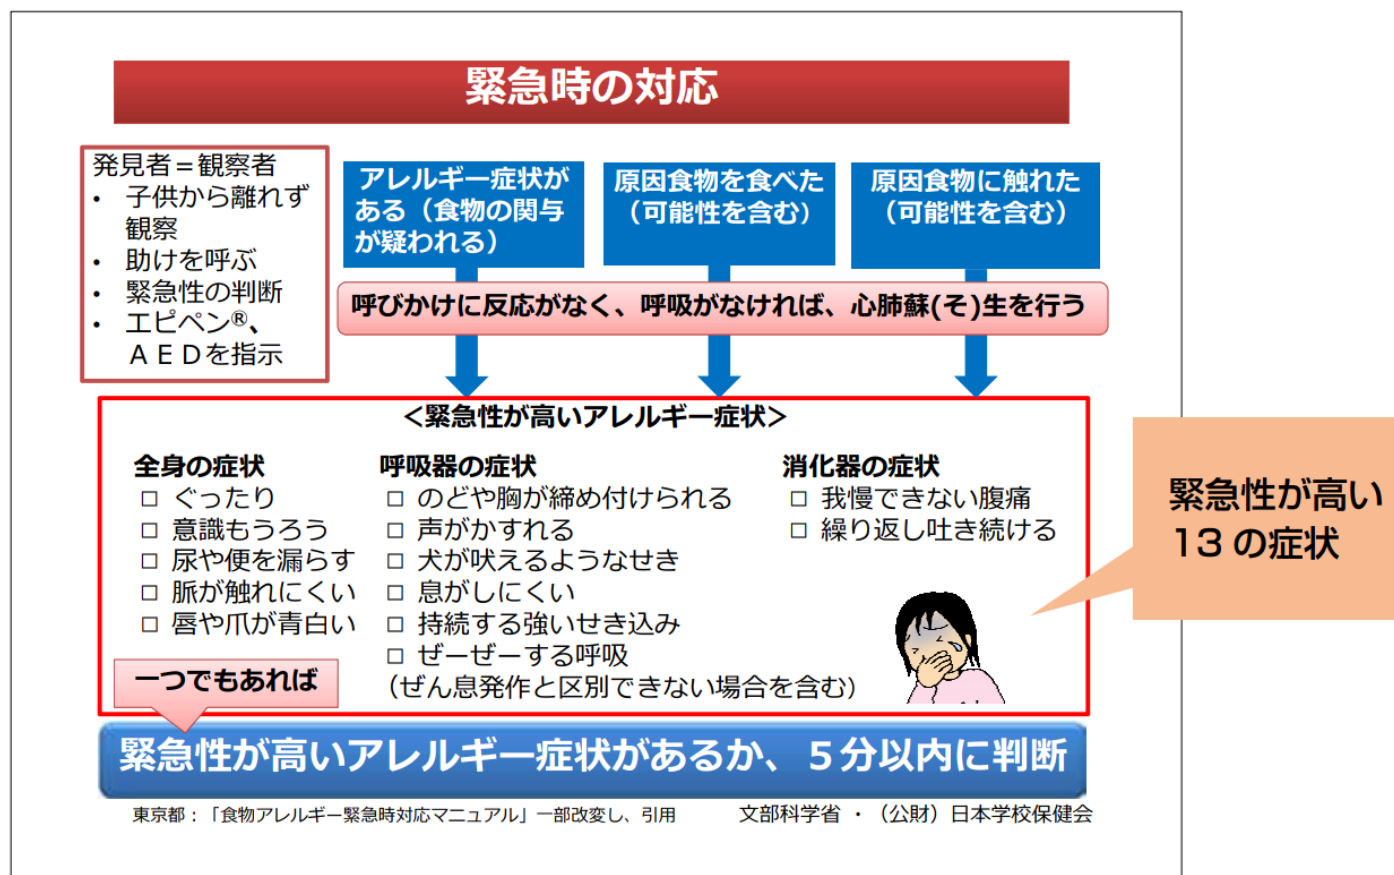 緊急時の対応
発見者＝観察者
・ 子供から離れず
観察
・ 助けを呼ぶ
・ 緊急性の判断
・ エピペン®、
ＡＥＤを指示
アレルギー症状が
ある（食物の関与
が疑われる）
原因食物を食べた
（可能性を含む）
原因食物に触れた
（可能性を含む）
呼びかけに反応がなく、呼吸がなければ、心肺蘇(そ)生を行う
＜緊急性が高いアレルギー症状＞
全身の症状
□ ぐったり
□ 意識もうろう
□ 尿や便を漏らす
□ 脈が触れにくい
□ 唇や爪が青白い
呼吸器の症状
□ のどや胸が締め付けられる
□ 声がかすれる
□ 犬が吠えるようなせき
□ 息がしにくい
□ 持続する強いせき込み
□ ぜーぜーする呼吸
（ぜん息発作と区別できない場合を含む）
消化器の症状
□ 我慢できない腹痛
□ 繰り返し吐き続ける
緊急性が高い
13 の症状
一つでもあれば
緊急性が高いアレルギー症状があるか、５分以内に判断
東京都：「食物アレルギー緊急時対応マニュアル」一部改変し、引用
文部科学省 ・（公財）日本学校保健会